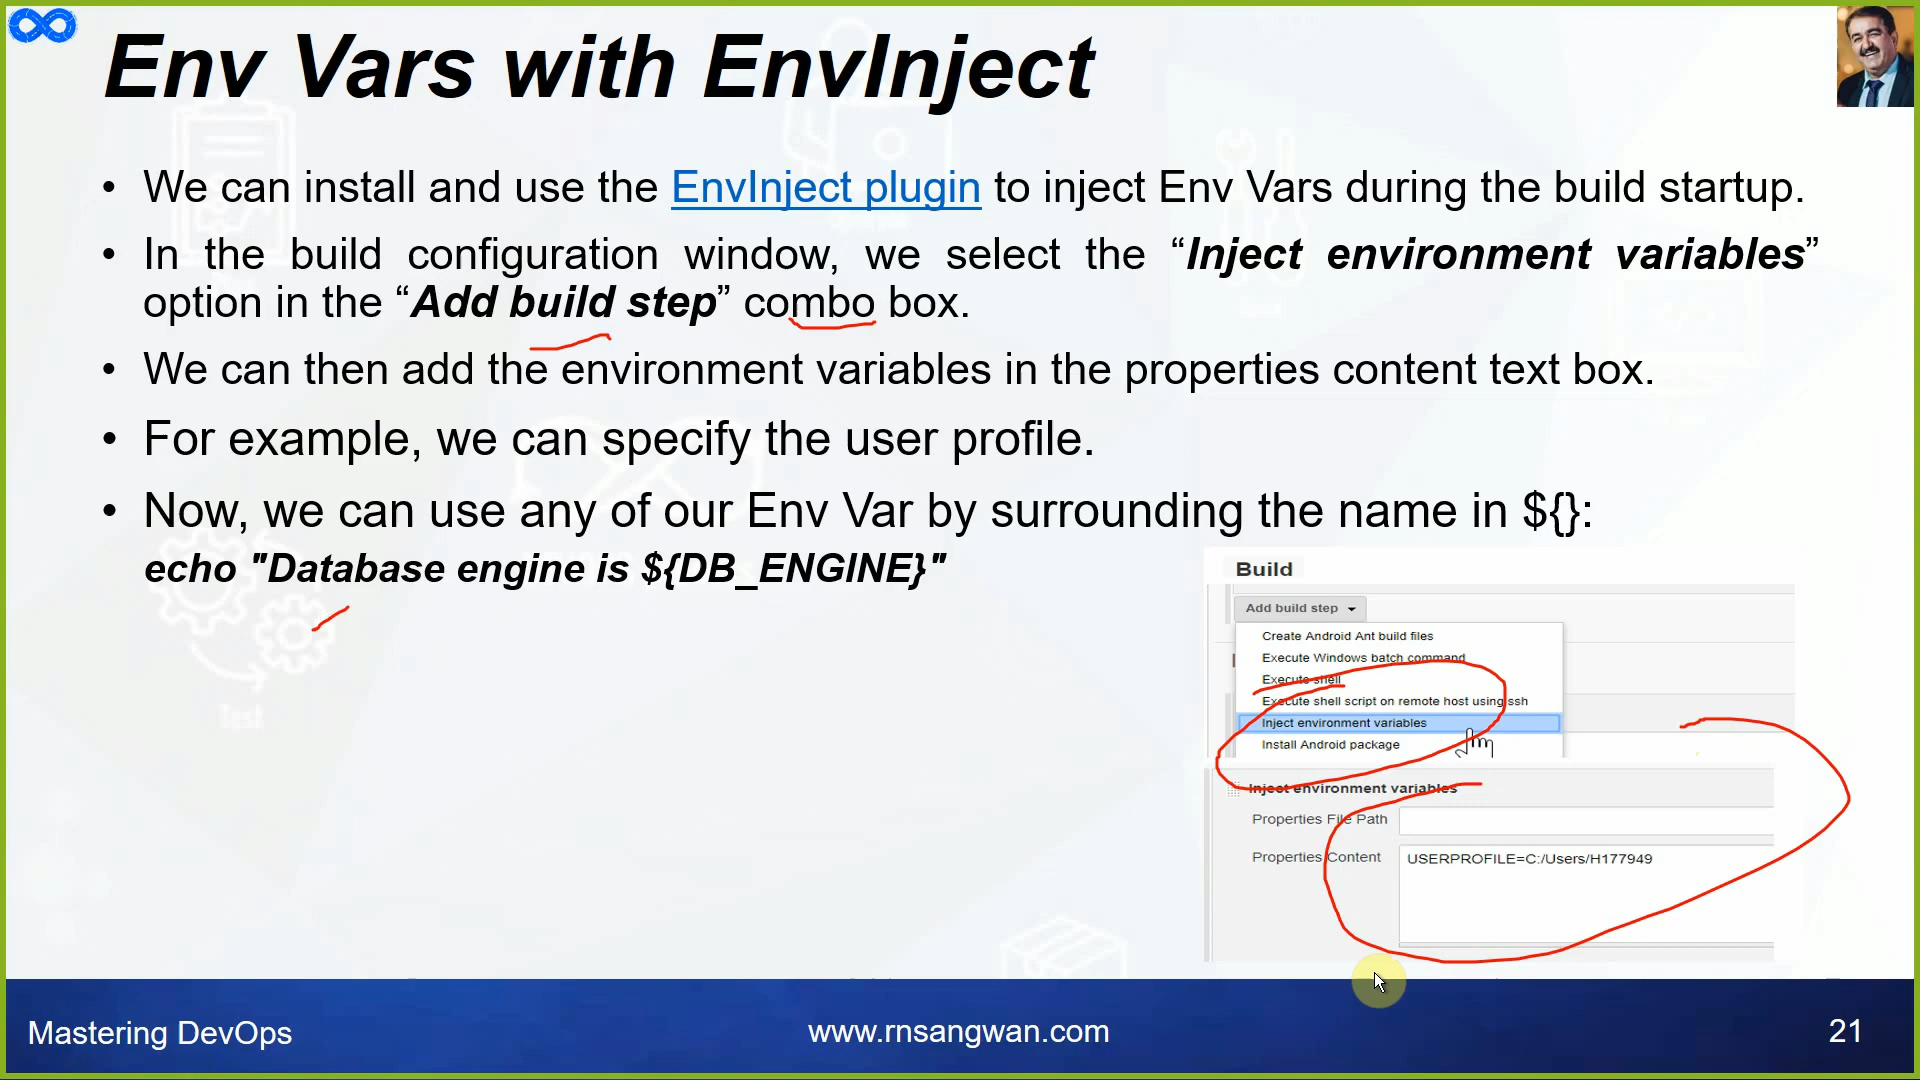 Env Vars with EnvInject
• We can install and use the EnvInject plugin to inject Env Vars during the build startup.
• In the build configuration window, we select the “Inject environment variables”
option in the “Add build step” combo box.
• We can then add the environment variables in the properties content text box.
• For example, we can specify the user profile.
• Now, we can use any of our Env Var by surrounding the name in ${}:
echo "Database engine is ${DB_ENGINE}"
Build
Add build step
Create Android Ant build files
Execute Windows batch command
Execute shell
Execute shell script on remote host using ssh
Inject environment variables
Install Android package
Inject environment variables
Properties File Path
Properties Content
USERPROFILE=C:/Users/H177949
Test
Mastering DevOps
www.rnsangwan.com
21